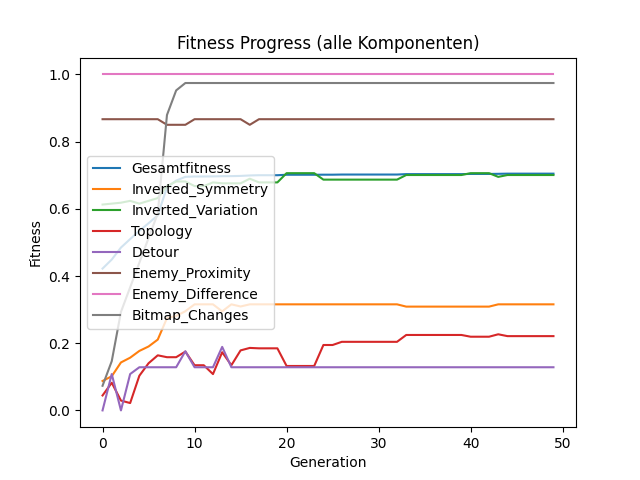 Fitness Progress (alle Komponenten)
1.0
0.8
0.6
0.4
0.2
0.0
Fitness
Gesamtfitness
Inverted_Symmetry
Inverted_Variation
Topology
Detour
Enemy_Proximity
Enemy_Difference
Bitmap_Changes
0 10 20 30 40 50
Generation